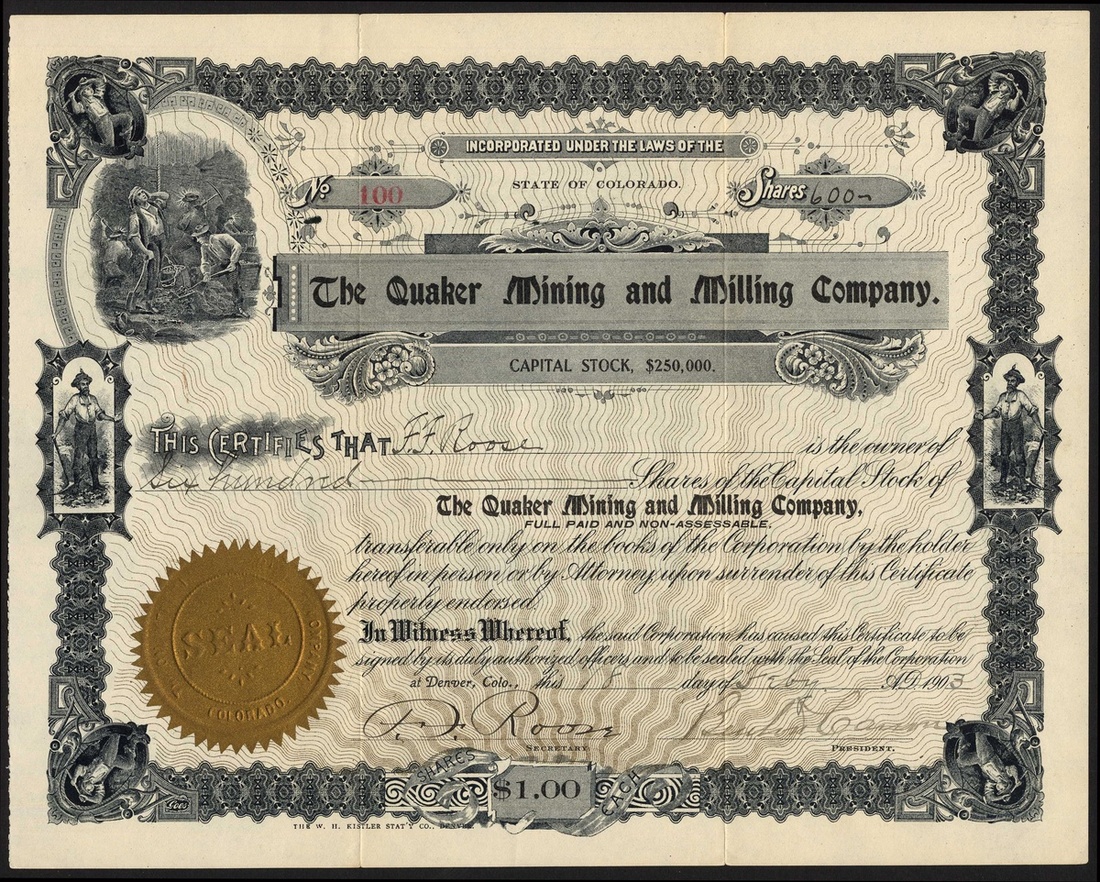 INCORPORATED UNDER THE LAWS OF THE
STATE OF COLORADO.
No. 100
Shares 600
The Quaker Mining and Milling Company.
CAPITAL STOCK, $250,000.
THIS CERTIFIES THAT F.F. Roose is the owner of
Six hundred Shares of the Capital Stock of
The Quaker Mining and Milling Company,
FULL PAID AND NON-ASSESSABLE,
transferable only on the books of the Corporation by the holder
hereof in person or by Attorney upon surrender of this Certificate
properly endorsed.
In Witness Whereof, the said Corporation has caused this Certificate to be
signed by its duly authorized officers and to be sealed with the Seal of the Corporation
at Denver, Colo., this 18 day of Feby A.D. 1903
F. F. Roose
SECRETARY
PRESIDENT.
SEAL
COLORADO
SHARES
$1.00
EACH
Goes
THE W. H. KISTLER STAT'Y CO., DENVER.